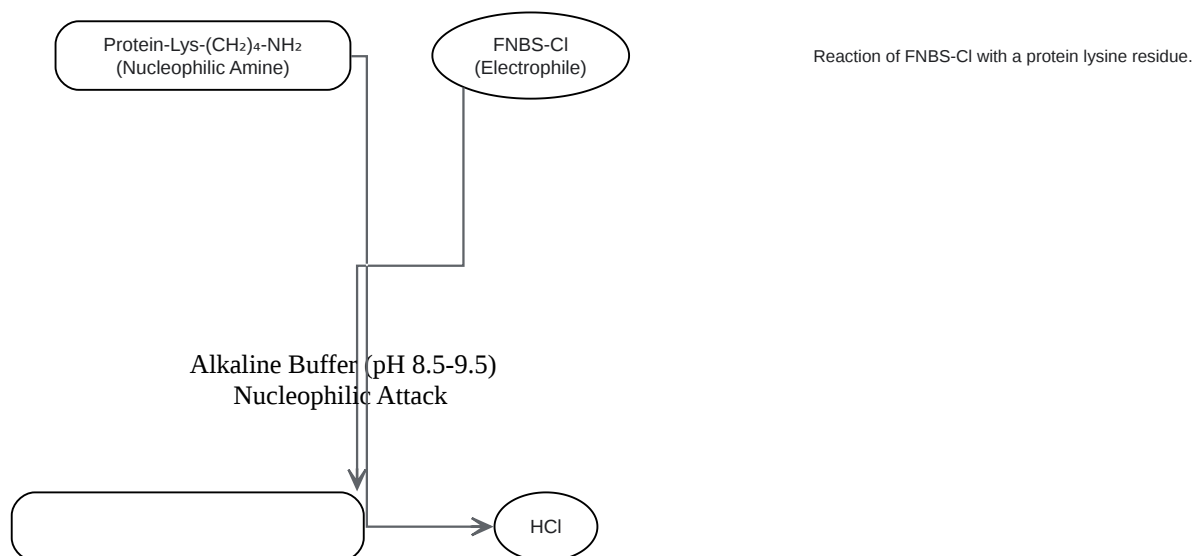 Protein-Lys-(CH₂)₄-NH₂
(Nucleophilic Amine)
FNBS-Cl
(Electrophile)
Reaction of FNBS-Cl with a protein lysine residue.
Alkaline Buffer (pH 8.5-9.5)
Nucleophilic Attack
HCl